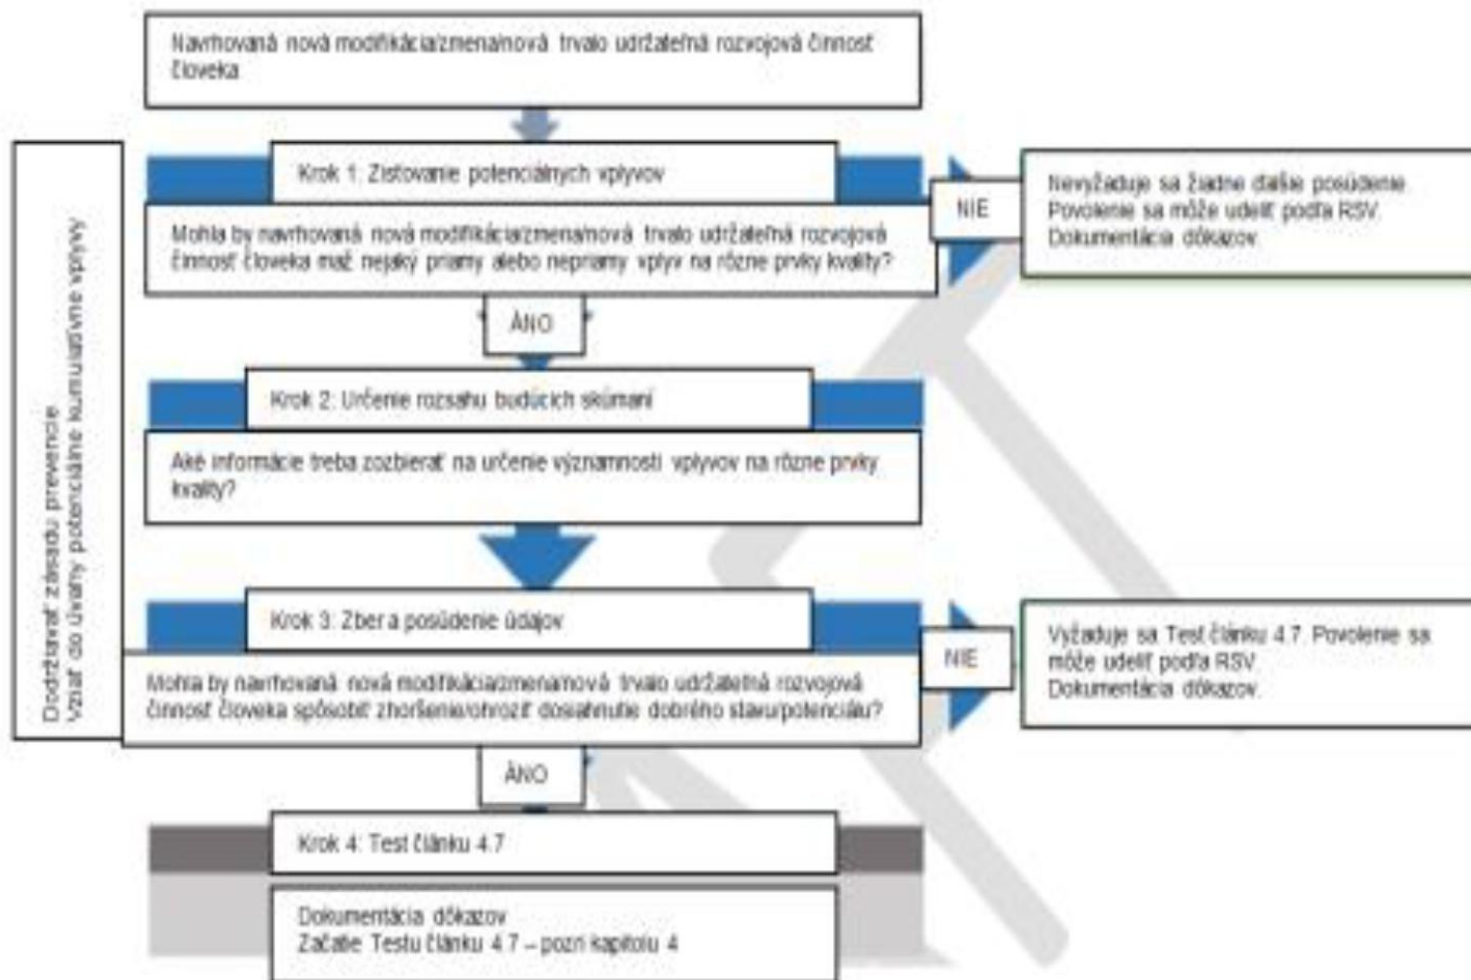 Navrhovaná nová modifikácia/zmena/nová trvalo udržateľná rozvojová činnosť
človeka
Dodržiavať zásadu prevencie
Vziať do úvahy potenciálne kumulatívne vplyvy
Krok 1: Zisťovanie potenciálnych vplyvov
Mohla by navrhovaná nová modifikácia/zmena/nová trvalo udržateľná rozvojová
činnosť človeka mať nejaký priamy alebo nepriamy vplyv na rôzne prvky kvality?
NIE
Nevyžaduje sa žiadne ďalšie posúdenie.
Povolenie sa môže udeliť podľa RSV.
Dokumentácia dôkazov.
ÁNO
Krok 2: Určenie rozsahu budúcich skúmaní
Aké informácie treba zozbierať na určenie významnosti vplyvov na rôzne prvky
kvality?
Krok 3: Zber a posúdenie údajov
Mohla by navrhovaná nová modifikácia/zmena/nová trvalo udržateľná rozvojová
činnosť človeka spôsobiť zhoršenie/ohroziť dosiahnutie dobrého stavu/potenciálu?
NIE
Vyžaduje sa Test článku 4.7. Povolenie sa
môže udeliť podľa RSV.
Dokumentácia dôkazov.
ÁNO
Krok 4: Test článku 4.7
Dokumentácia dôkazov
Začatie Testu článku 4.7 – pozri kapitolu 4